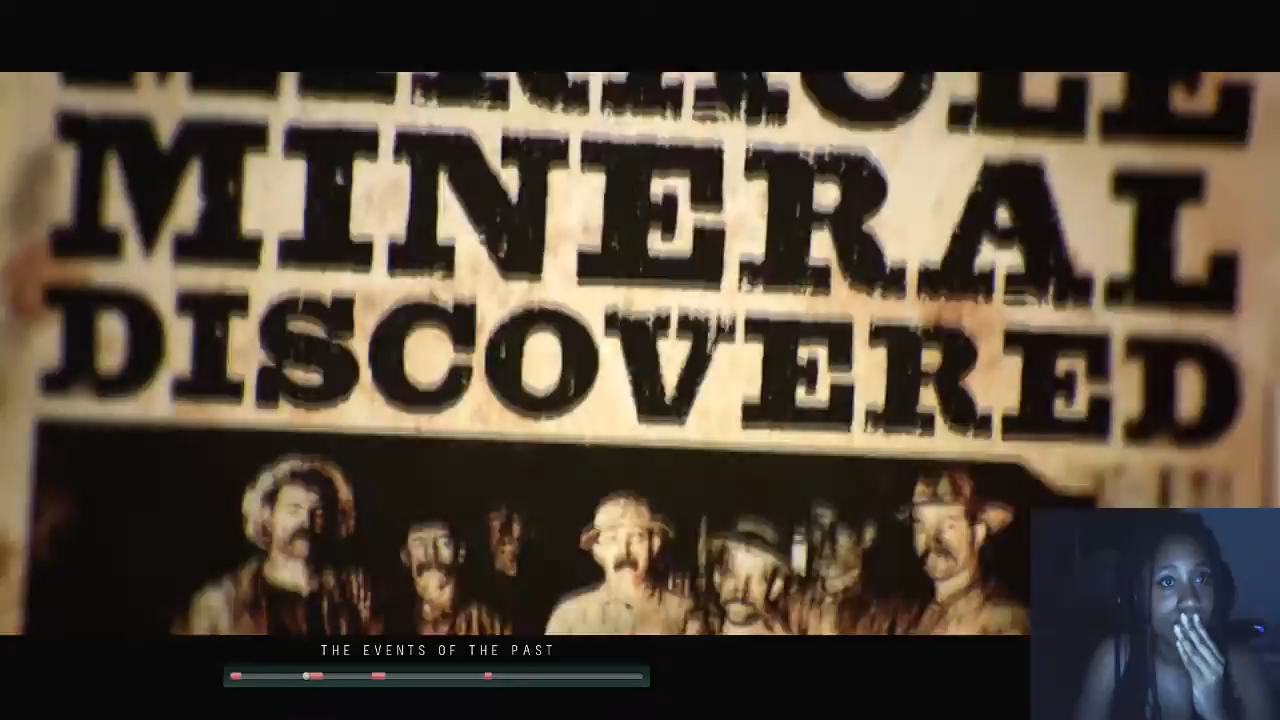 MINERAL
DISCOVERED
THE EVENTS OF THE PAST